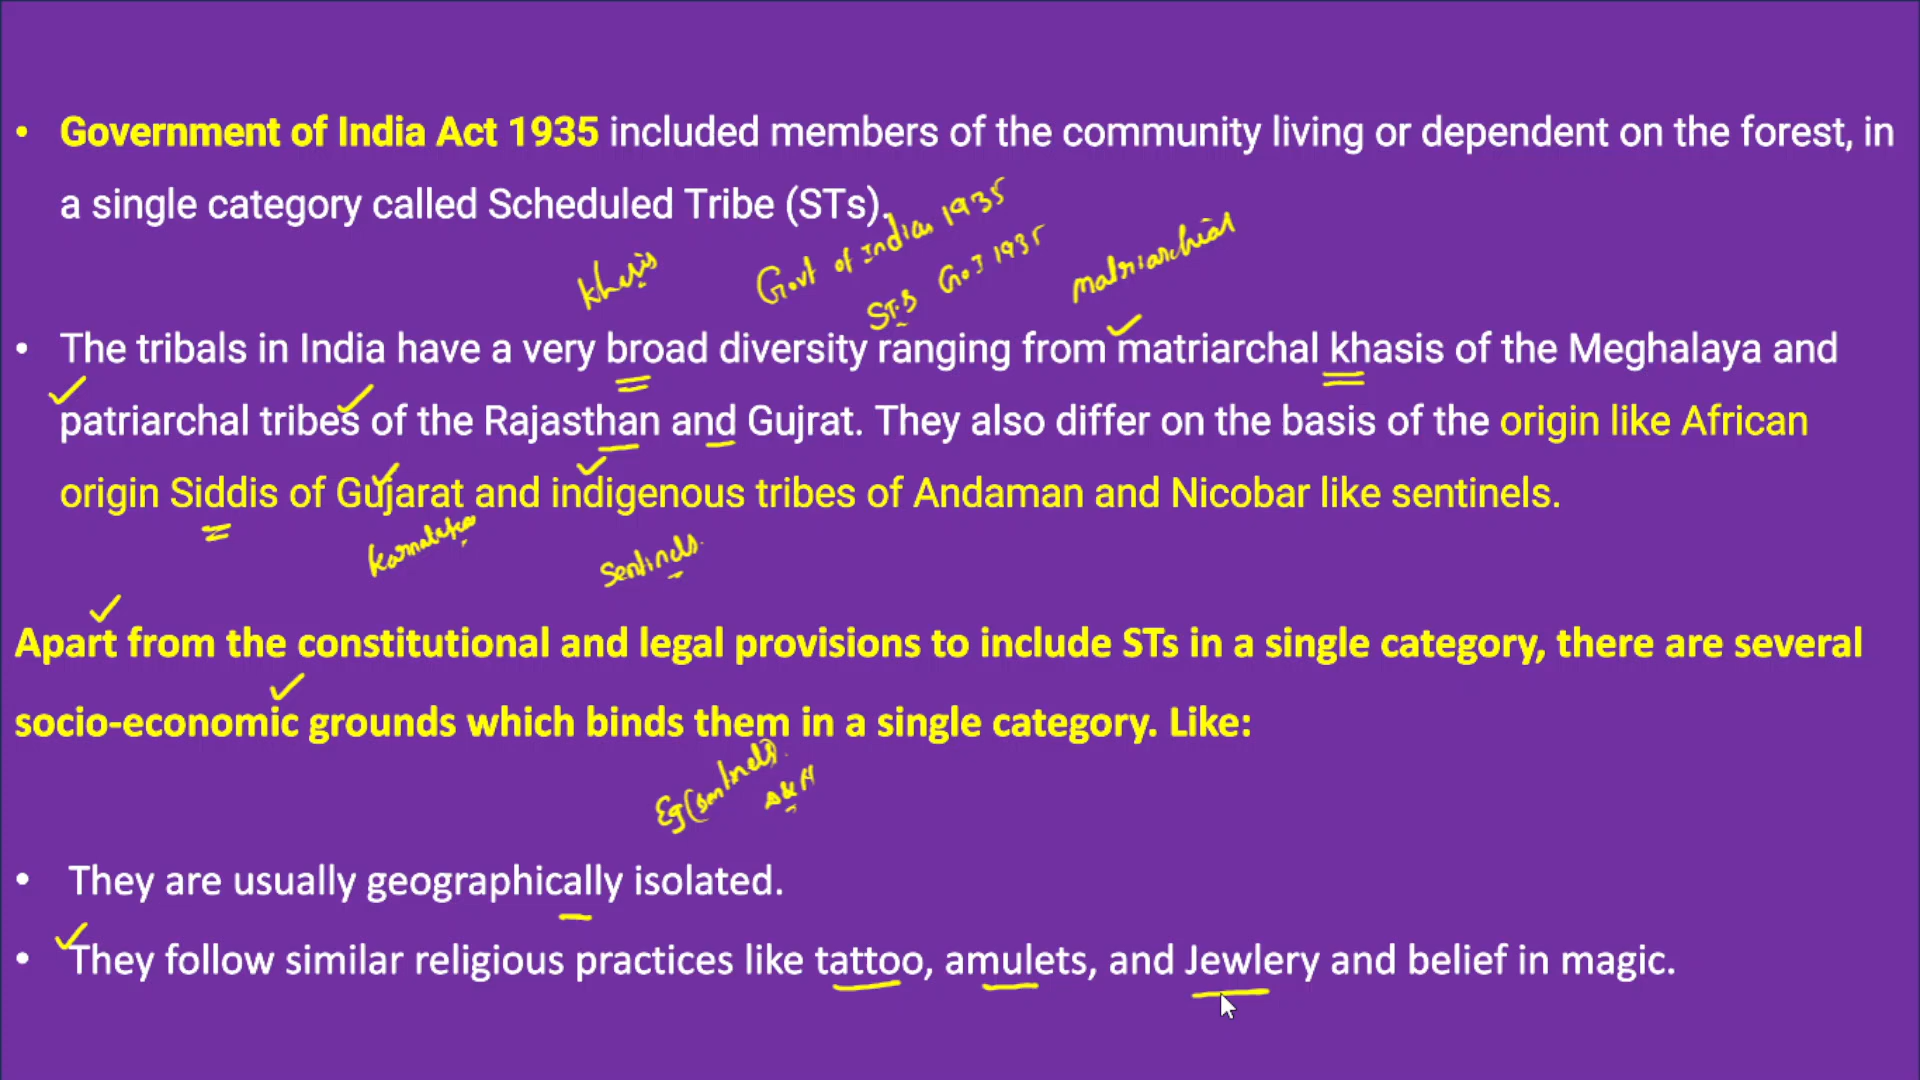 • Government of India Act 1935 included members of the community living or dependent on the forest, in
a single category called Scheduled Tribe (STs).
Govt of India 1935
Khasis
STs GoI 1935
matriarchial
• The tribals in India have a very broad diversity ranging from matriarchal khasis of the Meghalaya and
patriarchal tribes of the Rajasthan and Gujrat. They also differ on the basis of the origin like African
origin Siddis of Gujarat and indigenous tribes of Andaman and Nicobar like sentinels.
Karnataka
Sentinels.
Apart from the constitutional and legal provisions to include STs in a single category, there are several
socio-economic grounds which binds them in a single category. Like:
Eg (Sentinels)
• They are usually geographically isolated.
• They follow similar religious practices like tattoo, amulets, and Jewlery and belief in magic.